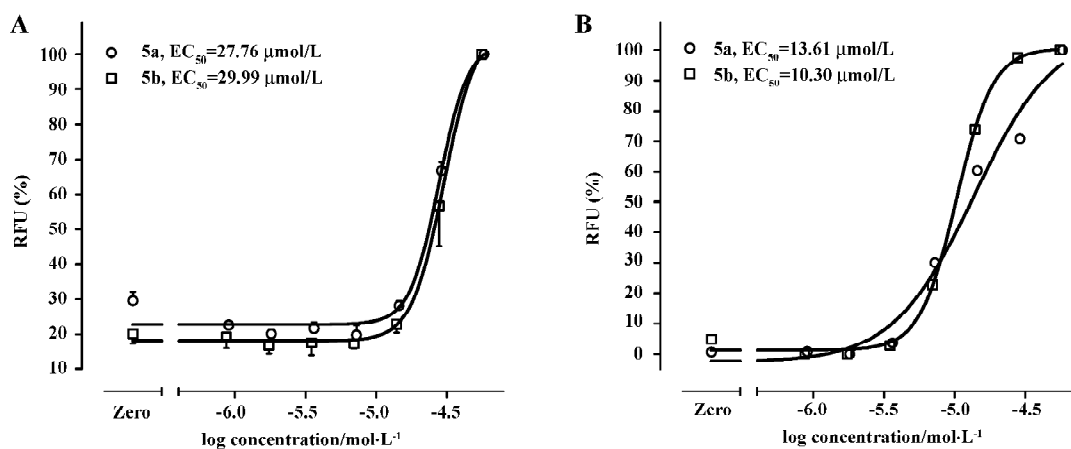 A
5a, EC50=27.76 μmol/L
5b, EC50=29.99 μmol/L
RFU (%)
100
90
80
70
60
50
40
30
20
10
Zero
-6.0
-5.5
-5.0
-4.5
log concentration/mol·L-1
B
5a, EC50=13.61 μmol/L
5b, EC50=10.30 μmol/L
RFU (%)
100
90
80
70
60
50
40
30
20
10
0
Zero
-6.0
-5.5
-5.0
-4.5
log concentration/mol·L-1